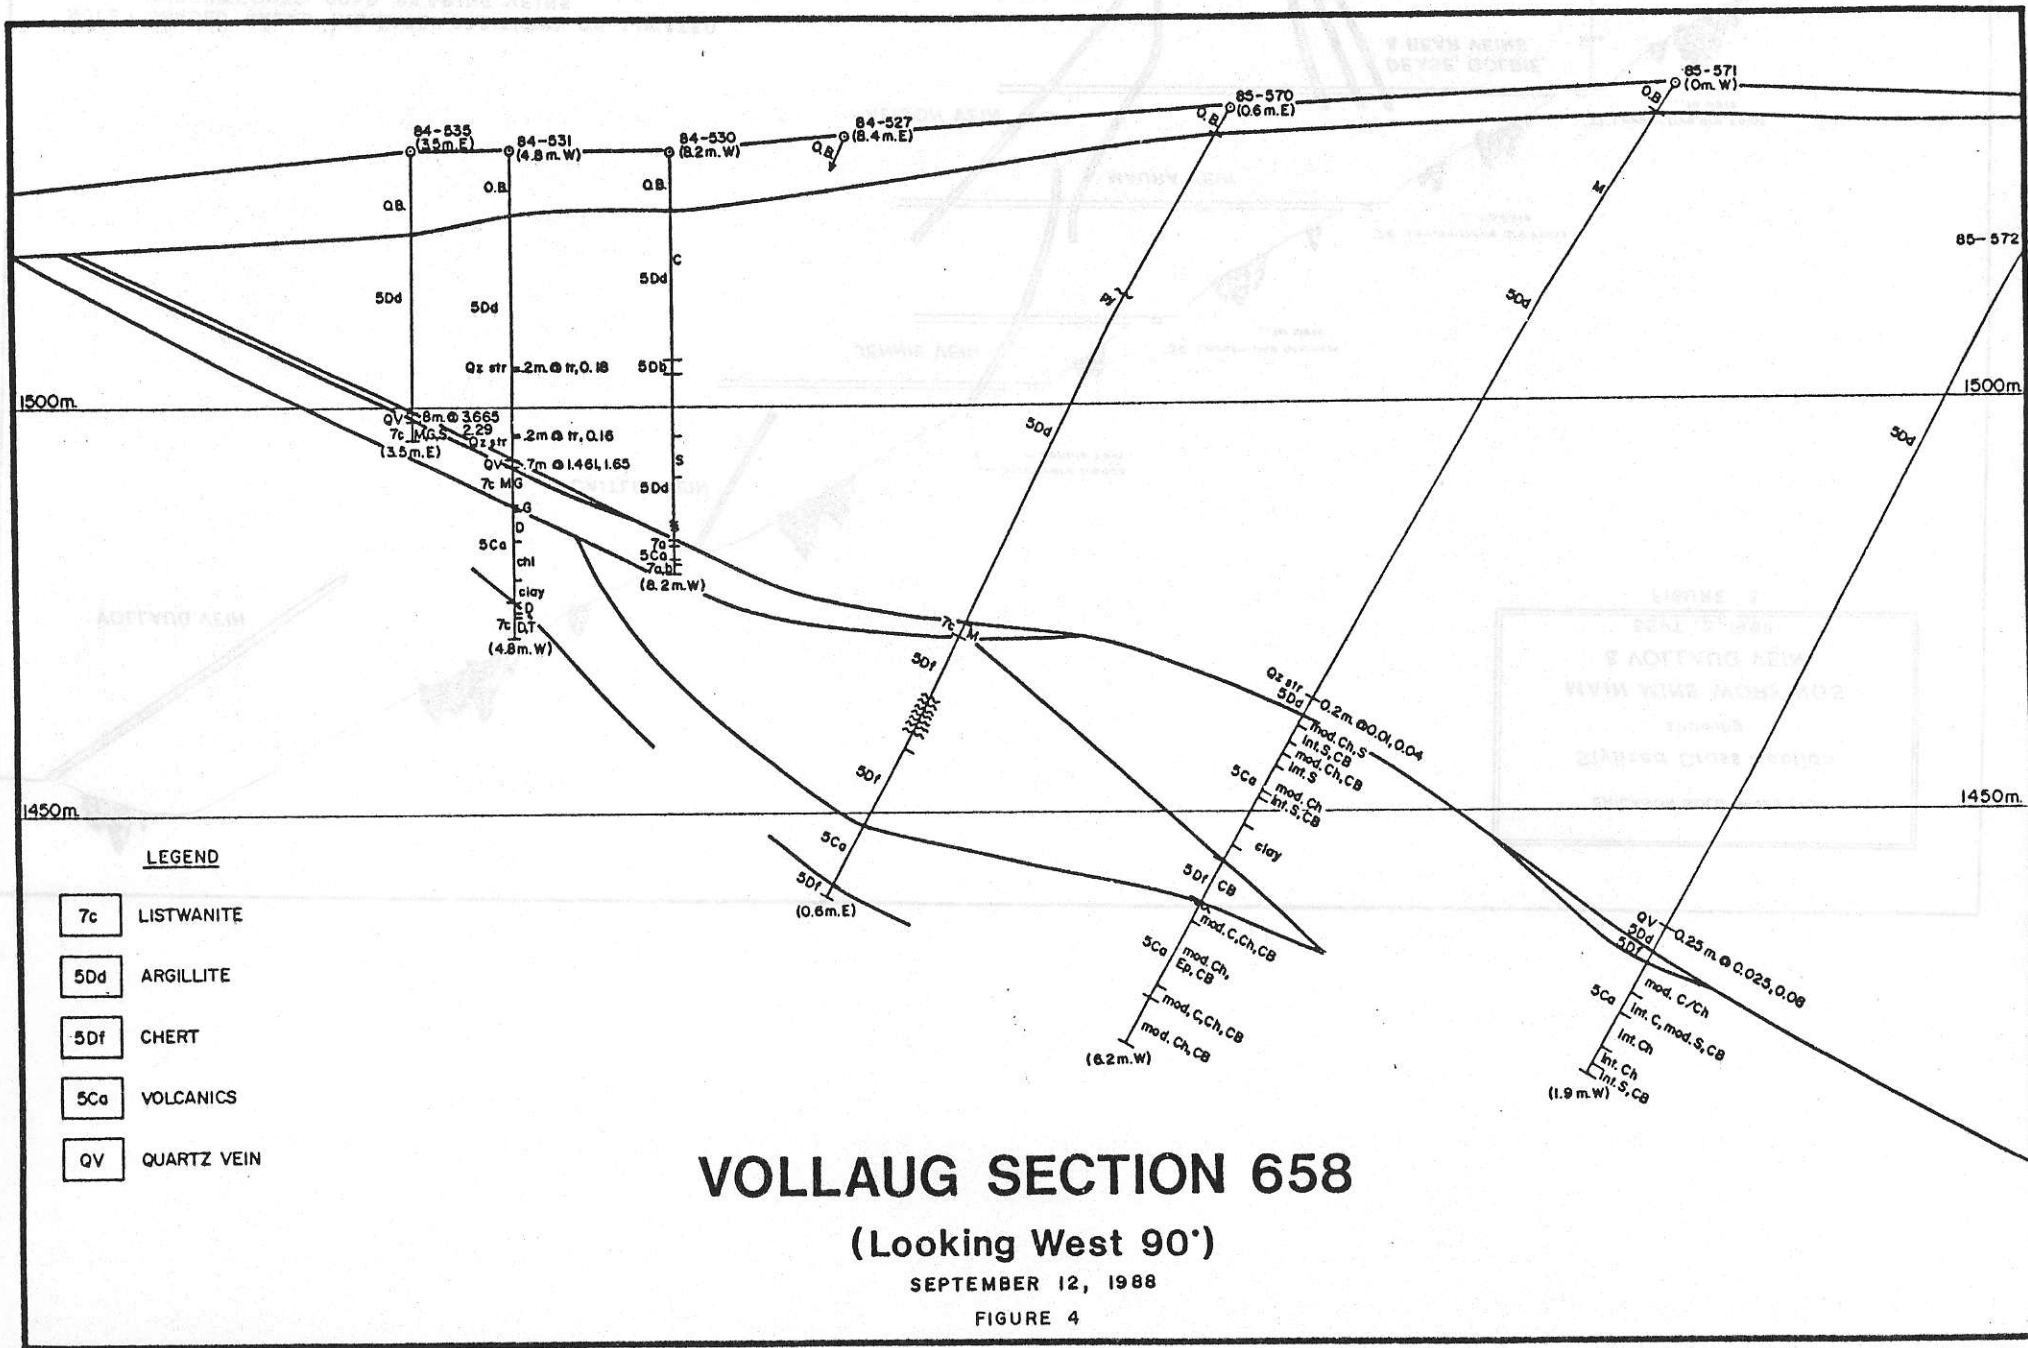 85-571
(0m.W)
O.B.
85-570
(0.6m.E)
O.B.
84-527
(8.4m.E)
O.B.
84-535
(3.5m.E)
84-531
(4.8m.W)
84-530
(8.2m.W)
O.B.
O.B.
O.B.
M
85-572
C
5Dd
5Dd
5Dd
5Dd
Qz str
.2m.@ tr,0.18
5Db
1500m.
1500m.
QV
.8m.@ 3.665
2.29
7c
M,G,S
(3.5m.E)
Qz str
.2m@ tr,0.16
QV
.7m @ 1.461,1.65
7c MG
G
D
5Ca
chl
clay
D
7c
D,T
(4.8m.W)
S
5Dd
7a
5Ca
7a,b
(8.2m.W)
5Dd
5Dd
7c
M
5Df
5Df
5Ca
5Df
(0.6m.E)
Qz str
0.2m.@0.01,0.04
5Dd
mod. Ch,S
Int.S,CB
mod. Ch,CB
Int.S
5Ca
mod. Ch
Int.S,CB
clay
5Df
CB
mod. C,Ch,CB
5Ca
mod. Ch,
Ep,CB
mod,C,Ch,CB
mod. Ch,CB
(6.2m.W)
QV
0.25m.@ 0.025,0.08
5Dd
5Df
5Ca
mod. C/Ch
Int. C, mod. S,CB
Int. Ch
Int. Ch
Int. S,CB
(1.9m.W)
1450m.
1450m.
LEGEND
7c LISTWANITE
5Dd ARGILLITE
5Df CHERT
5Ca VOLCANICS
QV QUARTZ VEIN
VOLLAUG SECTION 658
(Looking West 90°)
SEPTEMBER 12, 1988
FIGURE 4